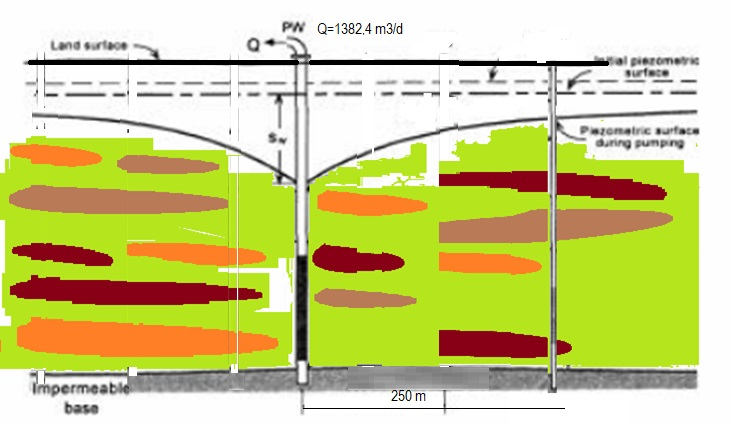 PW
Q=1382.4 m3/d
Q
Land surface
Initial piezometric
surface
Sw
Piezometric surface
during pumping
Impermeable
base
250 m